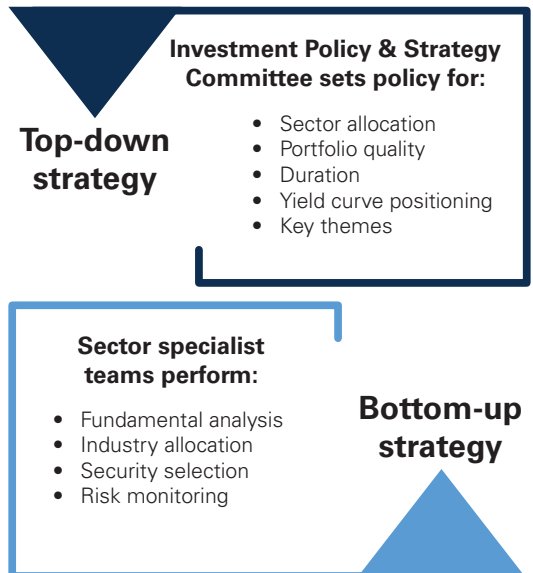 Investment Policy & Strategy
Committee sets policy for:
Top-down
strategy
• Sector allocation
• Portfolio quality
• Duration
• Yield curve positioning
• Key themes
Sector specialist
teams perform:
• Fundamental analysis
• Industry allocation
• Security selection
• Risk monitoring
Bottom-up
strategy